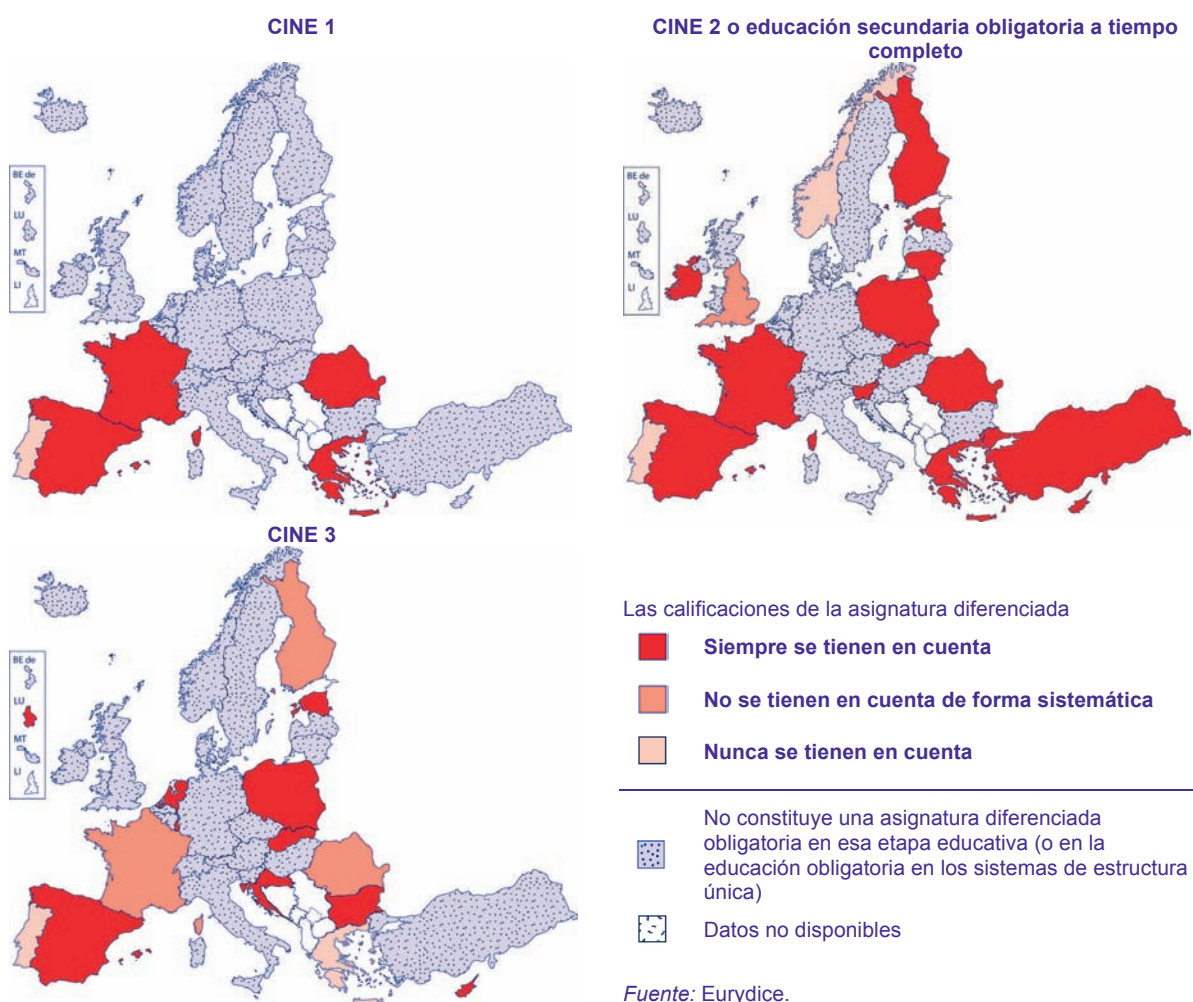 CINE 1
BE de
LU
MT
LI
CINE 2 o educación secundaria obligatoria a tiempo
completo
BE de
LU
MT
LI
CINE 3
BE de
LU
MT
LI
Las calificaciones de la asignatura diferenciada
Siempre se tienen en cuenta
No se tienen en cuenta de forma sistemática
Nunca se tienen en cuenta
No constituye una asignatura diferenciada
obligatoria en esa etapa educativa (o en la
educación obligatoria en los sistemas de estructura
única)
Datos no disponibles
Fuente: Eurydice.